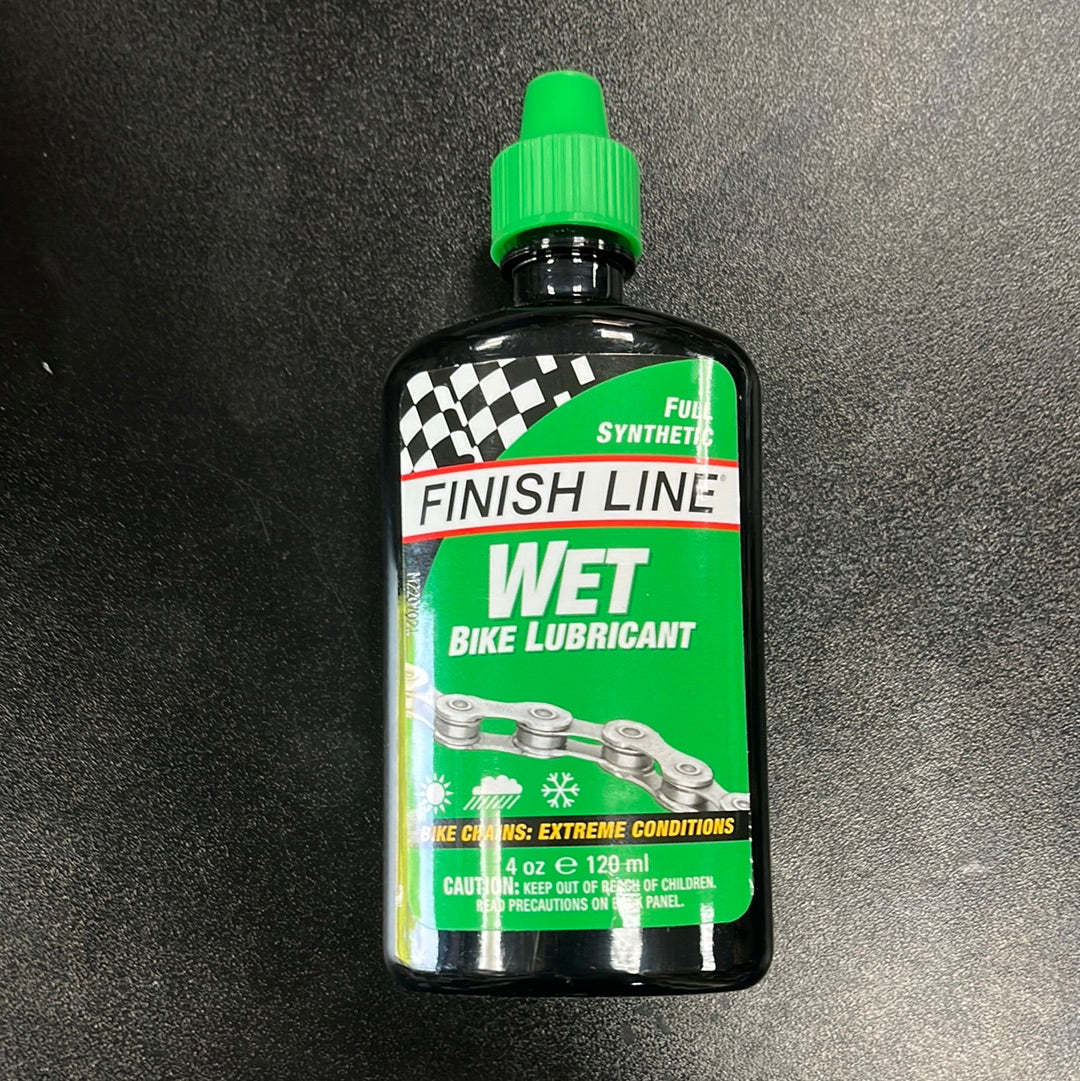 FULL
SYNTHETIC
FINISH LINE®
WET
BIKE LUBRICANT
BIKE CHAINS: EXTREME CONDITIONS
4 oz ℮ 120 ml
CAUTION: KEEP OUT OF REACH OF CHILDREN.
READ PRECAUTIONS ON BACK PANEL.